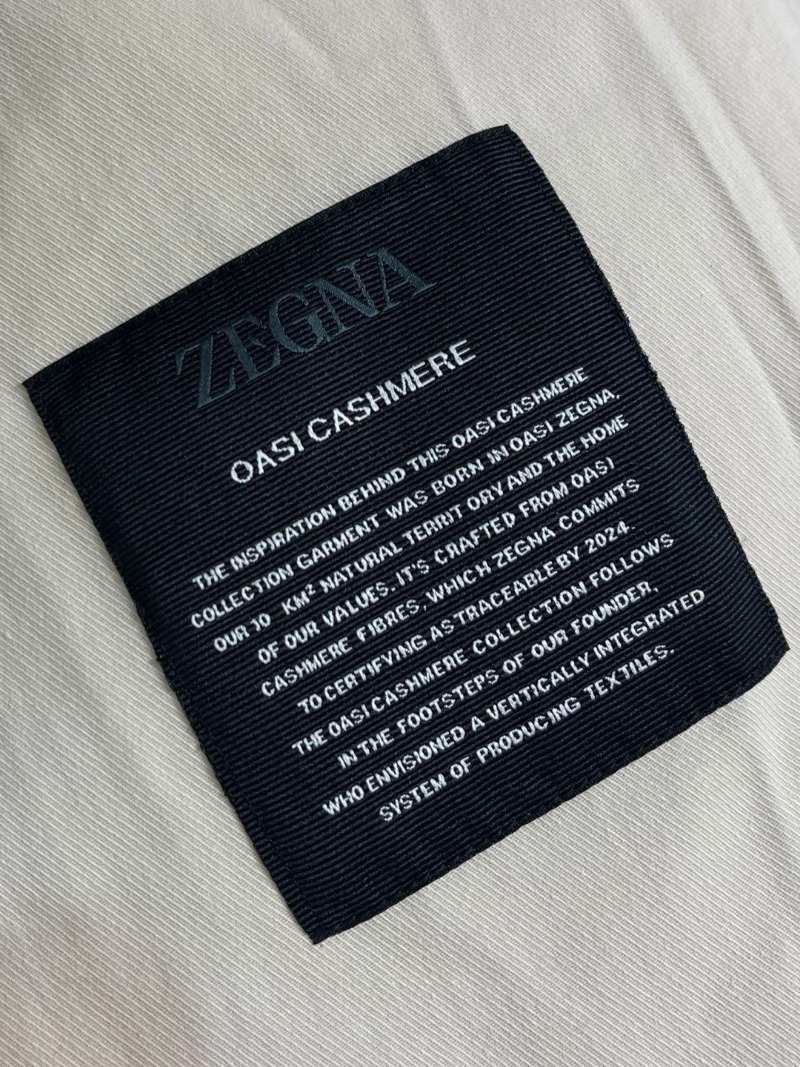 ZEGNA
OASI CASHMERE
THE INSPIRATION BEHIND THIS OASI CASHMERE
COLLECTION GARMENT WAS BORN IN OASI ZEGNA,
OUR 10 KM² NATURAL TERRIT ORY AND THE HOME
OF OUR VALUES. IT'S CRAFTED FROM OASI
CASHMERE FIBRES, WHICH ZEGNA COMMITS
TO CERTIFYING AS TRACEABLE BY 2024.
THE OASI CASHMERE COLLECTION FOLLOWS
IN THE FOOTSTEPS OF OUR FOUNDER,
WHO ENVISIONED A VERTICALLY INTEGRATED
SYSTEM OF PRODUCING TEXTILES.